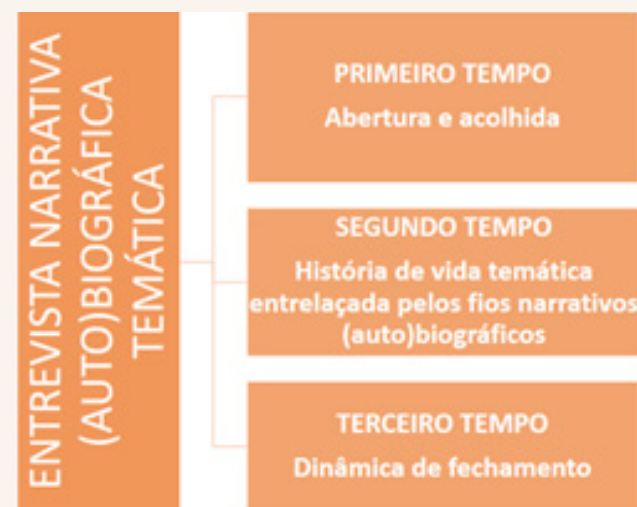 ENTREVISTA NARRATIVA
(AUTO)BIOGRÁFICA
TEMÁTICA
PRIMEIRO TEMPO
Abertura e acolhida
SEGUNDO TEMPO
História de vida temática
entrelaçada pelos fios narrativos
(auto)biográficos
TERCEIRO TEMPO
Dinâmica de fechamento